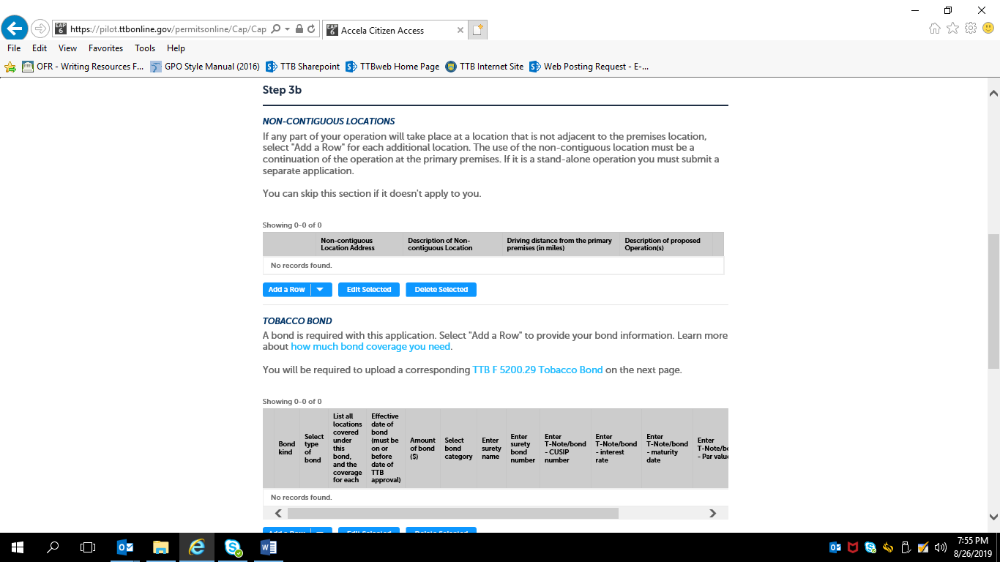 https://pilot.ttbonline.gov/permitsonline/Cap/Cap
Accela Citizen Access
File Edit View Favorites Tools Help
OFR - Writing Resources F... GPO Style Manual (2016) TTB Sharepoint TTBweb Home Page TTB Internet Site Web Posting Request - E-...
Step 3b
NON-CONTIGUOUS LOCATIONS
If any part of your operation will take place at a location that is not adjacent to the premises location,
select "Add a Row" for each additional location. The use of the non-contiguous location must be a
continuation of the operation at the primary premises. If it is a stand-alone operation you must submit a
separate application.
You can skip this section if it doesn't apply to you.
Showing 0-0 of 0
Non-contiguous Location Address
Description of Non-contiguous Location
Driving distance from the primary premises (in miles)
Description of proposed Operation(s)
No records found.
Add a Row Edit Selected Delete Selected
TOBACCO BOND
A bond is required with this application. Select "Add a Row" to provide your bond information. Learn more
about how much bond coverage you need.
You will be required to upload a corresponding TTB F 5200.29 Tobacco Bond on the next page.
Showing 0-0 of 0
Bond kind
Select type of bond
List all locations covered under this bond, and the coverage for each
Effective date of bond (must be on or before date of TTB approval)
Amount of bond ($)
Select bond category
Enter surety name
Enter surety bond number
Enter T-Note/bond - CUSIP number
Enter T-Note/bond - interest rate
Enter T-Note/bond - maturity date
Enter T-Note/bo - Par value
No records found.
Add a Row Edit Selected Delete Selected
7:55 PM
8/26/2019